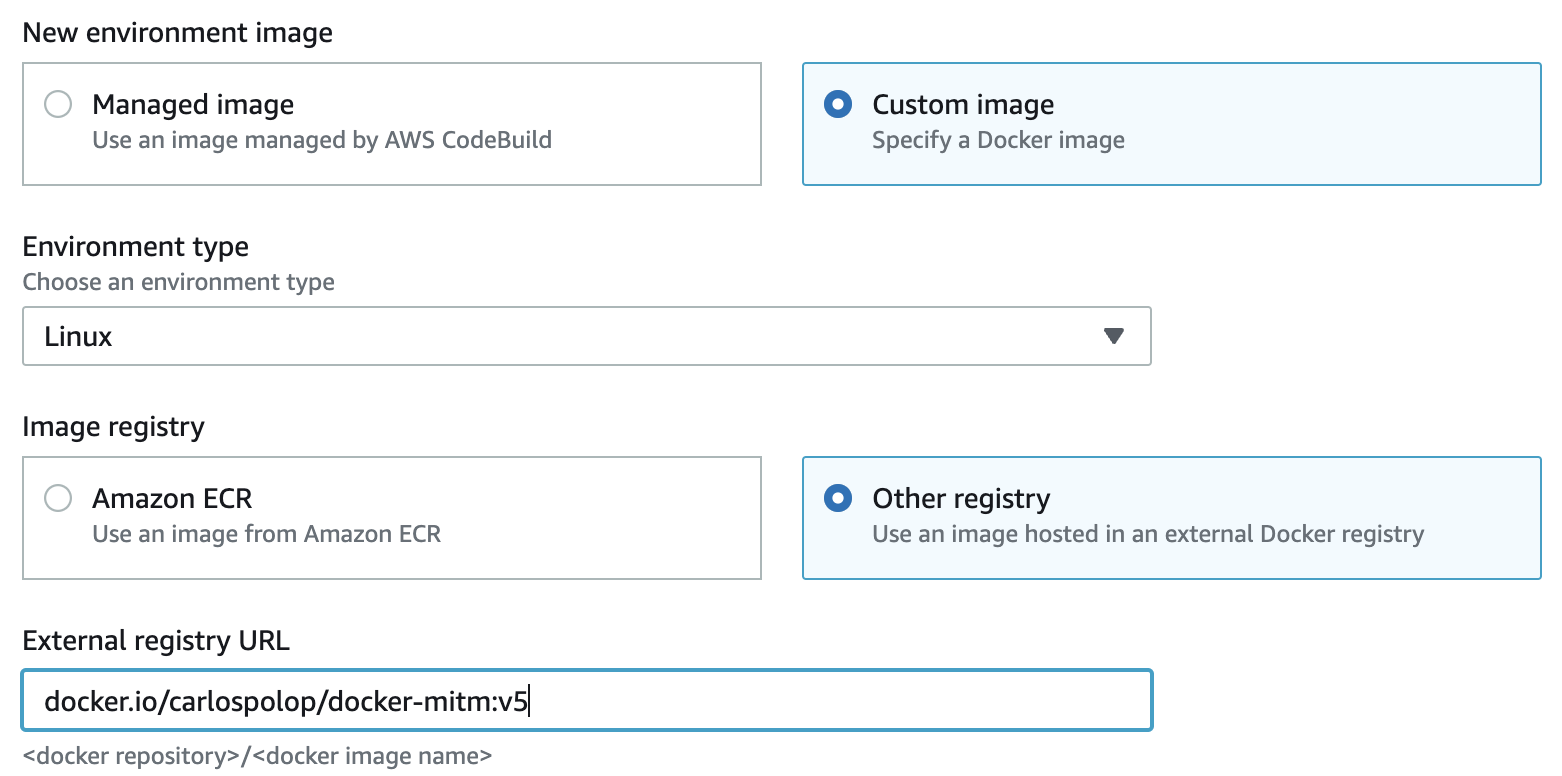 New environment image
Managed image
Use an image managed by AWS CodeBuild
Custom image
Specify a Docker image
Environment type
Choose an environment type
Linux
Image registry
Amazon ECR
Use an image from Amazon ECR
Other registry
Use an image hosted in an external Docker registry
External registry URL
docker.io/carlospolop/docker-mitm:v5
<docker repository>/<docker image name>